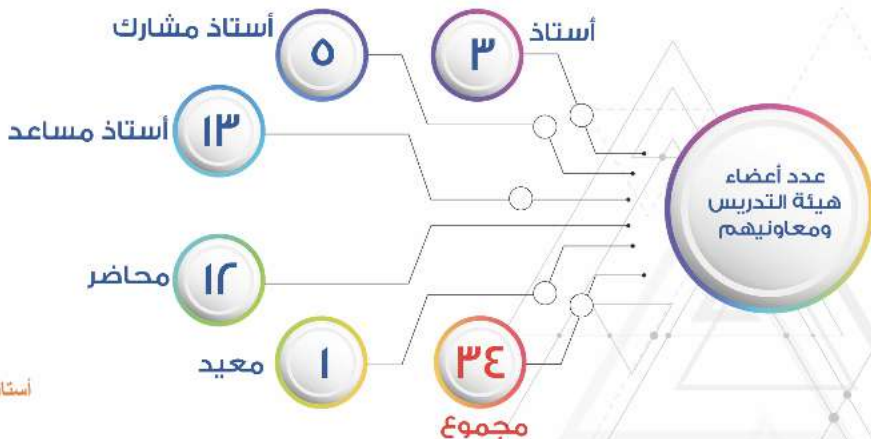 عدد أعضاء
هيئة التدريس
ومعاونيهم
أستاذ
٣
أستاذ مشارك
٥
أستاذ مساعد
١٣
محاضر
١٢
معيد
١
٣٤
مجموع